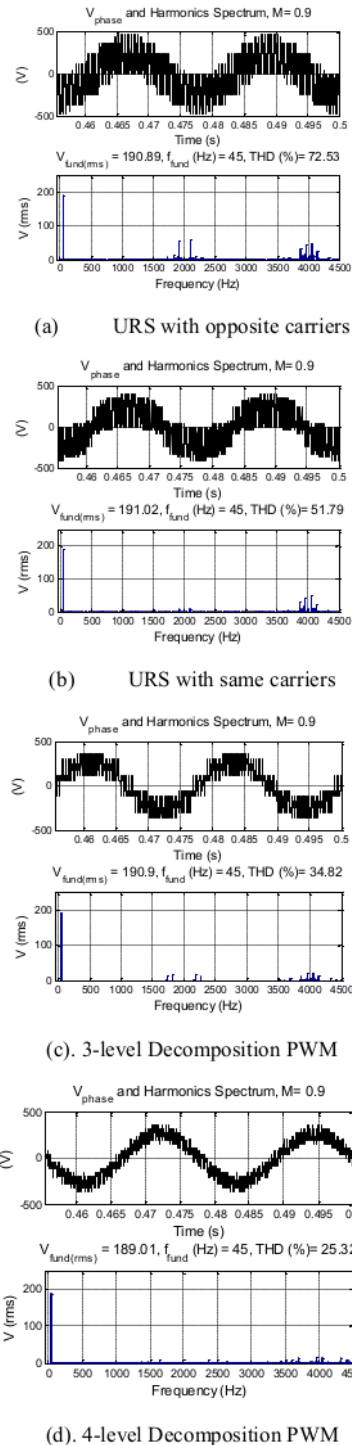 V_phase and Harmonics Spectrum, M= 0.9
500
0
-500
(V)
0.46 0.465 0.47 0.475 0.48 0.485 0.49 0.495 0.5
Time (s)
V_fund(rms) = 190.89, f_fund (Hz) = 45, THD (%)= 72.53
200
100
0
V (rms)
0 500 1000 1500 2000 2500 3000 3500 4000 4500
Frequency (Hz)
(a) URS with opposite carriers
V_phase and Harmonics Spectrum, M= 0.9
500
0
-500
(V)
0.46 0.465 0.47 0.475 0.48 0.485 0.49 0.495 0.5
Time (s)
V_fund(rms) = 191.02, f_fund (Hz) = 45, THD (%)= 51.79
200
100
0
V (rms)
0 500 1000 1500 2000 2500 3000 3500 4000 4500
Frequency (Hz)
(b) URS with same carriers
V_phase and Harmonics Spectrum, M= 0.9
500
0
-500
(V)
0.46 0.465 0.47 0.475 0.48 0.485 0.49 0.495 0.5
Time (s)
V_fund(rms) = 190.9, f_fund (Hz) = 45, THD (%)= 34.82
200
100
0
V (rms)
0 500 1000 1500 2000 2500 3000 3500 4000 4500
Frequency (Hz)
(c). 3-level Decomposition PWM
V_phase and Harmonics Spectrum, M= 0.9
500
0
-500
(V)
0.46 0.465 0.47 0.475 0.48 0.485 0.49 0.495
Time (s)
V_fund(rms) = 189.01, f_fund (Hz) = 45, THD (%)= 25.32
200
100
0
V (rms)
0 500 1000 1500 2000 2500 3000 3500 4000
Frequency (Hz)
(d). 4-level Decomposition PWM